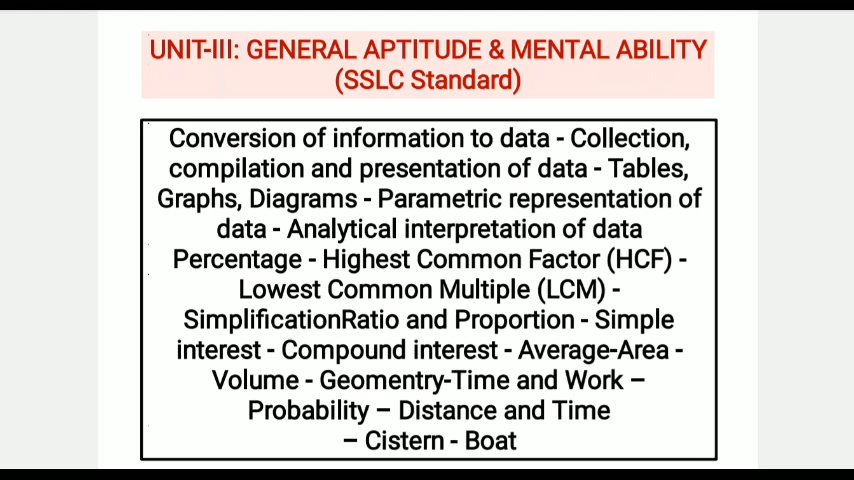 UNIT-III: GENERAL APTITUDE & MENTAL ABILITY
(SSLC Standard)
Conversion of information to data - Collection,
compilation and presentation of data - Tables,
Graphs, Diagrams - Parametric representation of
data - Analytical interpretation of data
Percentage - Highest Common Factor (HCF) -
Lowest Common Multiple (LCM) -
SimplificationRatio and Proportion - Simple
interest - Compound interest - Average-Area -
Volume - Geomentry-Time and Work –
Probability – Distance and Time
– Cistern - Boat